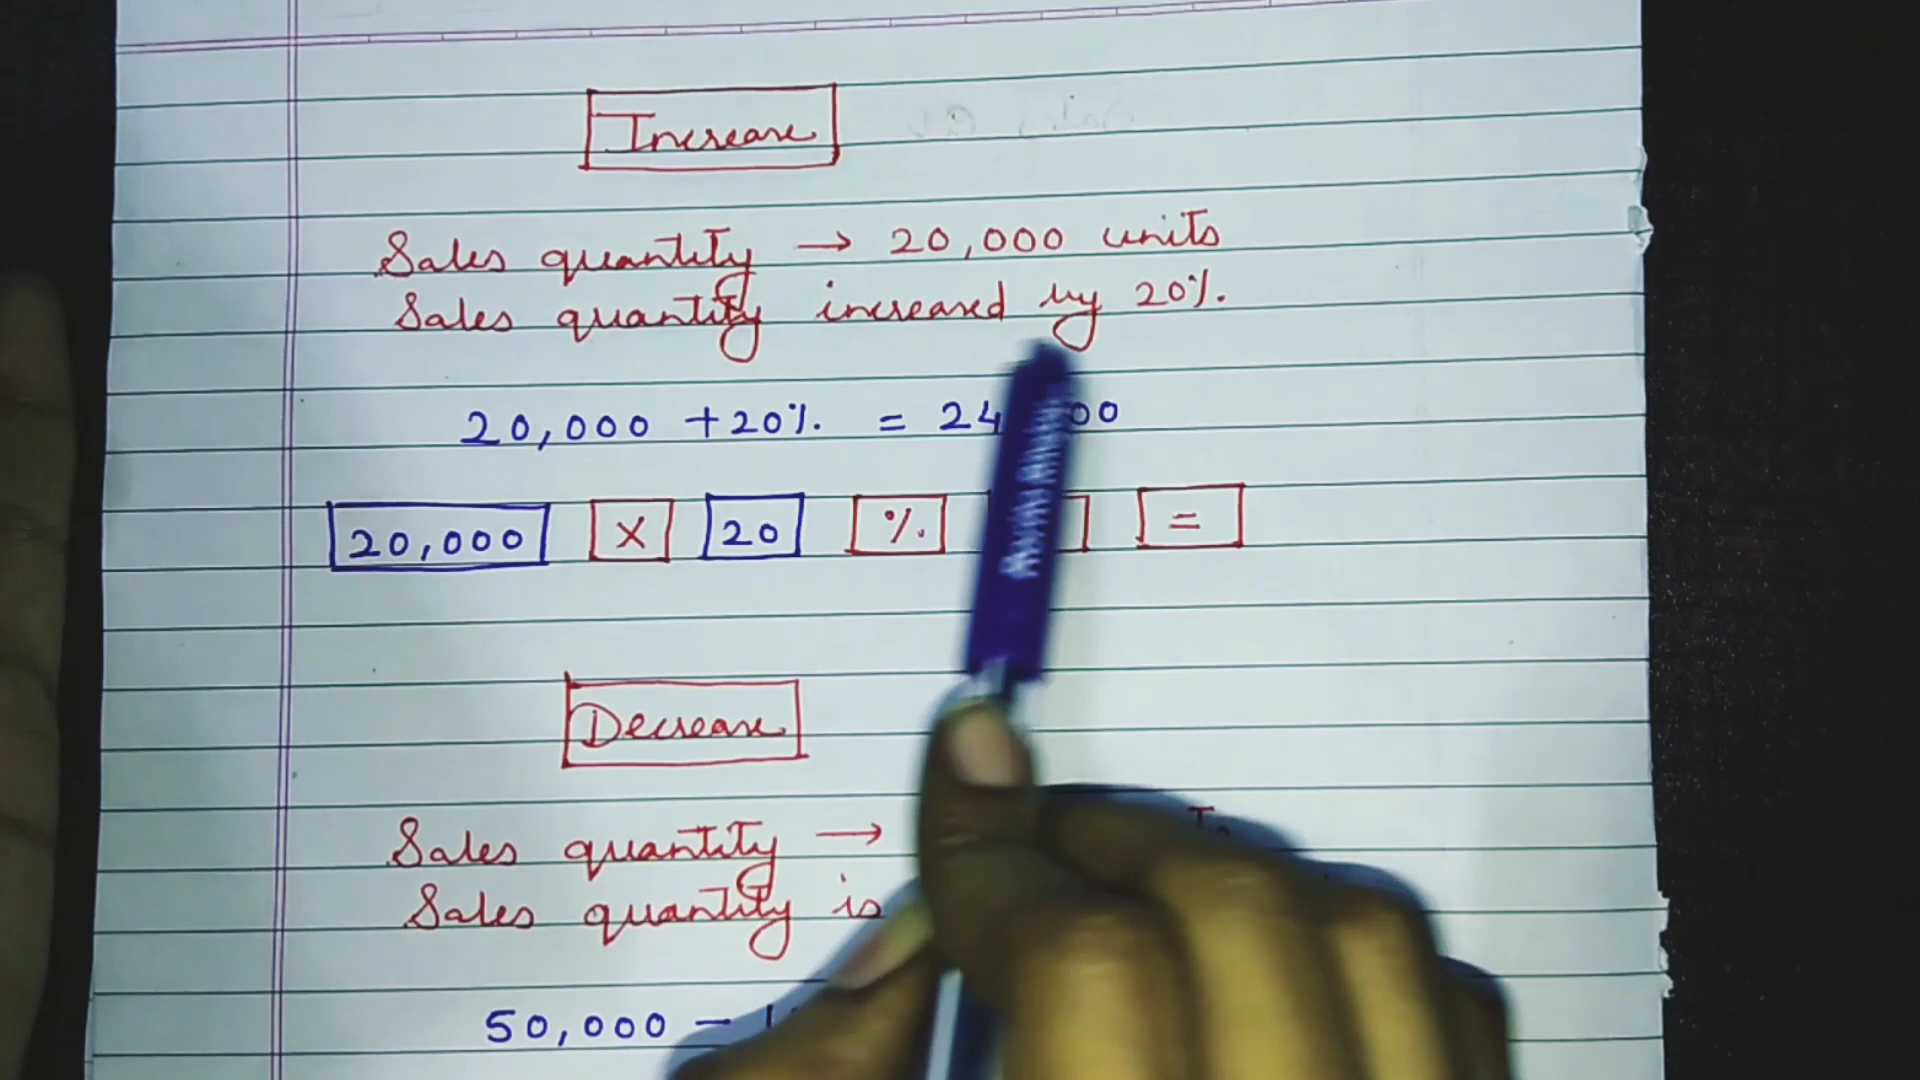 Increase
Sales quantity → 20,000 units
Sales quantity increased by 20%.
20,000 +20% = 24 00
20,000 X 20 % =
Decrease
Sales quantity →
Sales quantity is
50,000 −